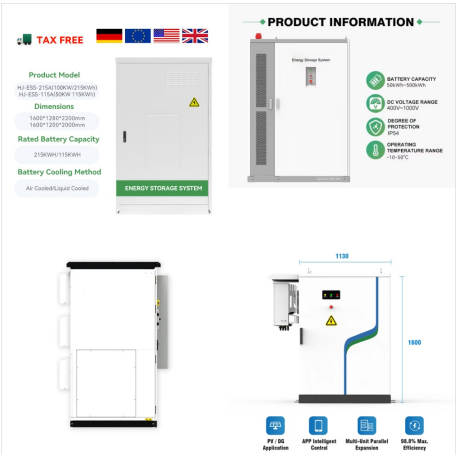 TAX FREE
Product Model
HJ-ESS-215A(100KW/215KWh)
HJ-ESS-115A(50KW 115KWh)
Dimensions
1600*1280*2200mm
1600*1200*2000mm
Rated Battery Capacity
215KWH/115KWH
Battery Cooling Method
Air Cooled/Liquid Cooled
ENERGY STORAGE SYSTEM
PRODUCT INFORMATION
Energy Storage System
BATTERY CAPACITY
50kWh~500kWh
DC VOLTAGE RANGE
400V~1000V
DEGREE OF
PROTECTION
IP54
OPERATING
TEMPERATURE RANGE
-10~50°C
1130
1600
PV / DG
Application
APP Intelligent
Control
Multi-Unit Parallel
Expansion
98.8% Max.
Efficiency